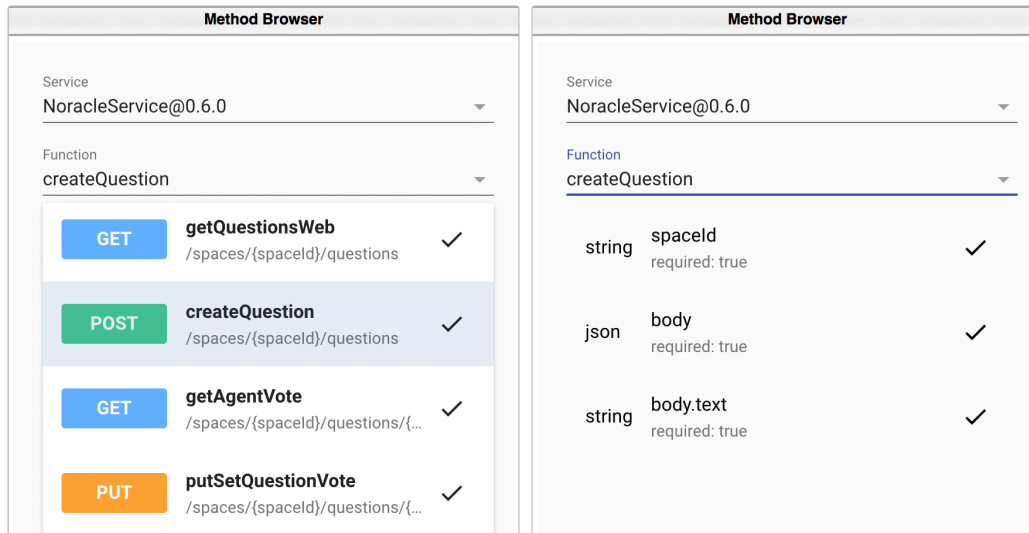 Method Browser
Service
NoracleService@0.6.0
Function
createQuestion
GET
getQuestionsWeb
/spaces/{spaceId}/questions
POST
createQuestion
/spaces/{spaceId}/questions
GET
getAgentVote
/spaces/{spaceId}/questions/{...
PUT
putSetQuestionVote
/spaces/{spaceId}/questions/{...
Method Browser
Service
NoracleService@0.6.0
Function
createQuestion
string
spaceId
required: true
json
body
required: true
string
body.text
required: true